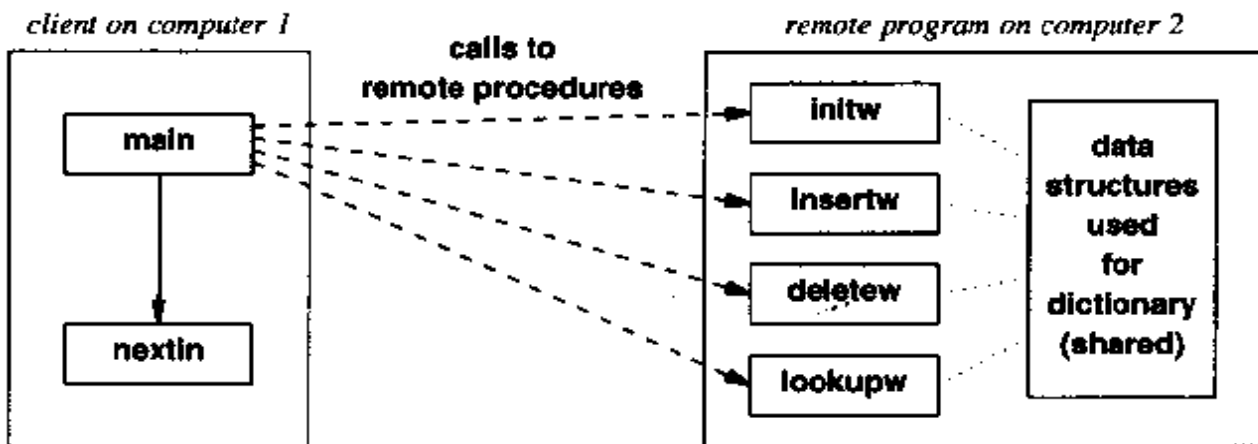 client on computer 1
calls to
remote procedures
remote program on computer 2
main
nextin
initw
insertw
deletew
lookupw
data
structures
used
for
dictionary
(shared)